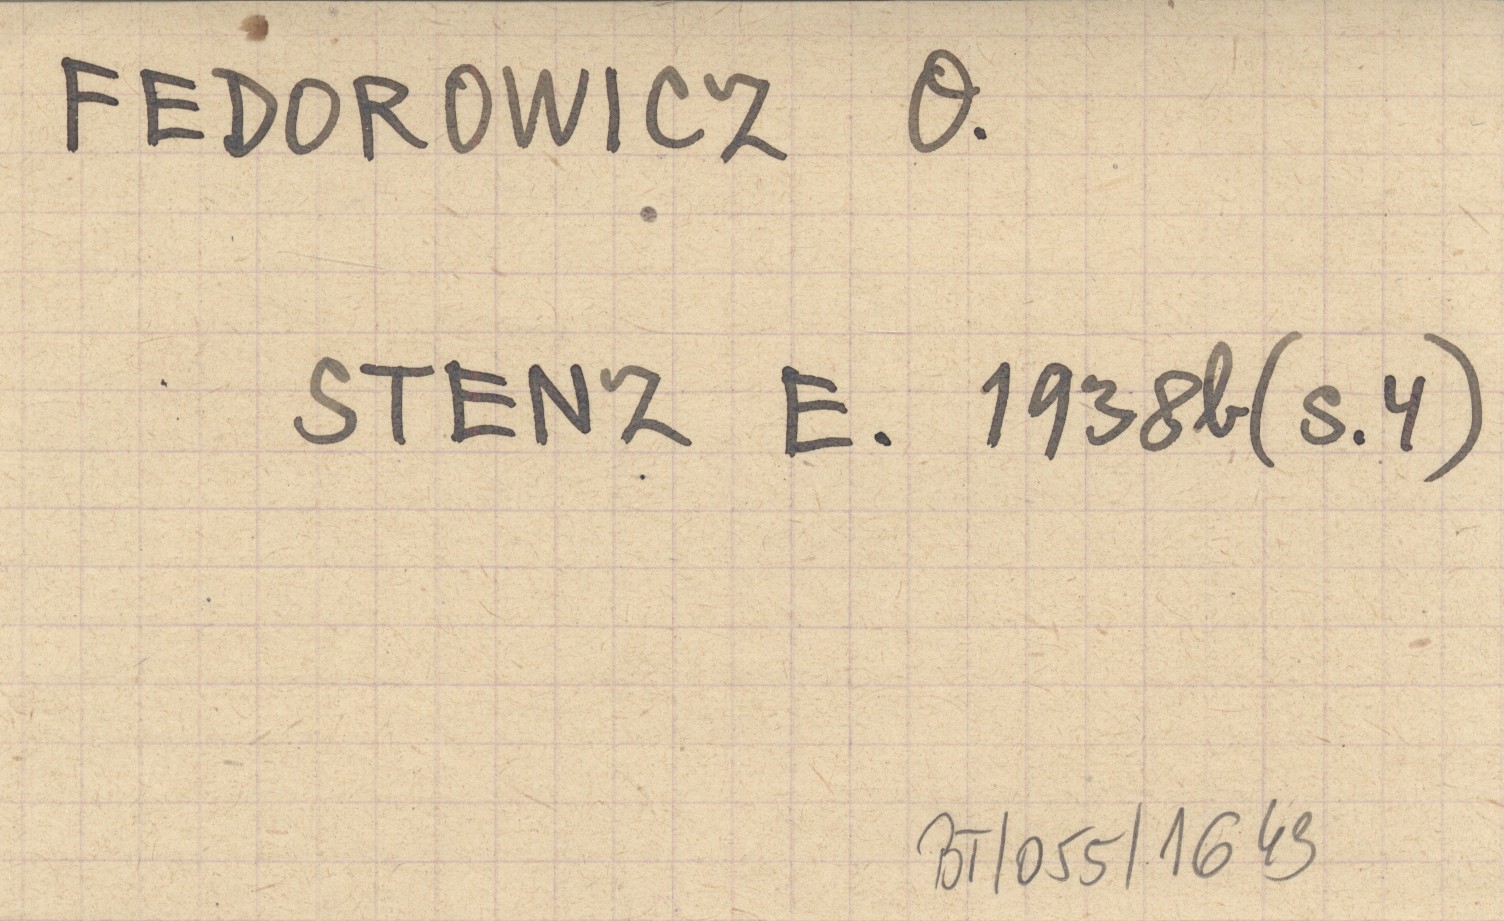 FEDOROWICZ O.
STENZ E. 1938b (s.4)
BT/055/1643